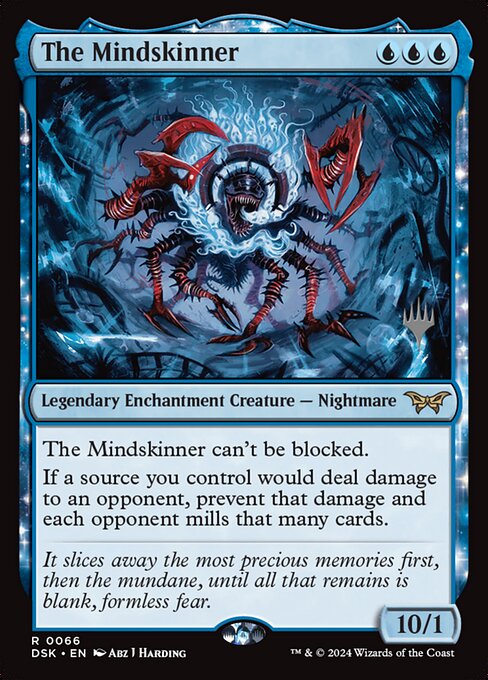 The Mindskinner
Legendary Enchantment Creature — Nightmare
The Mindskinner can't be blocked.
If a source you control would deal damage
to an opponent, prevent that damage and
each opponent mills that many cards.
It slices away the most precious memories first,
then the mundane, until all that remains is
blank, formless fear.
10/1
R 0066
DSK • EN Abz J Harding
™ & © 2024 Wizards of the Coast